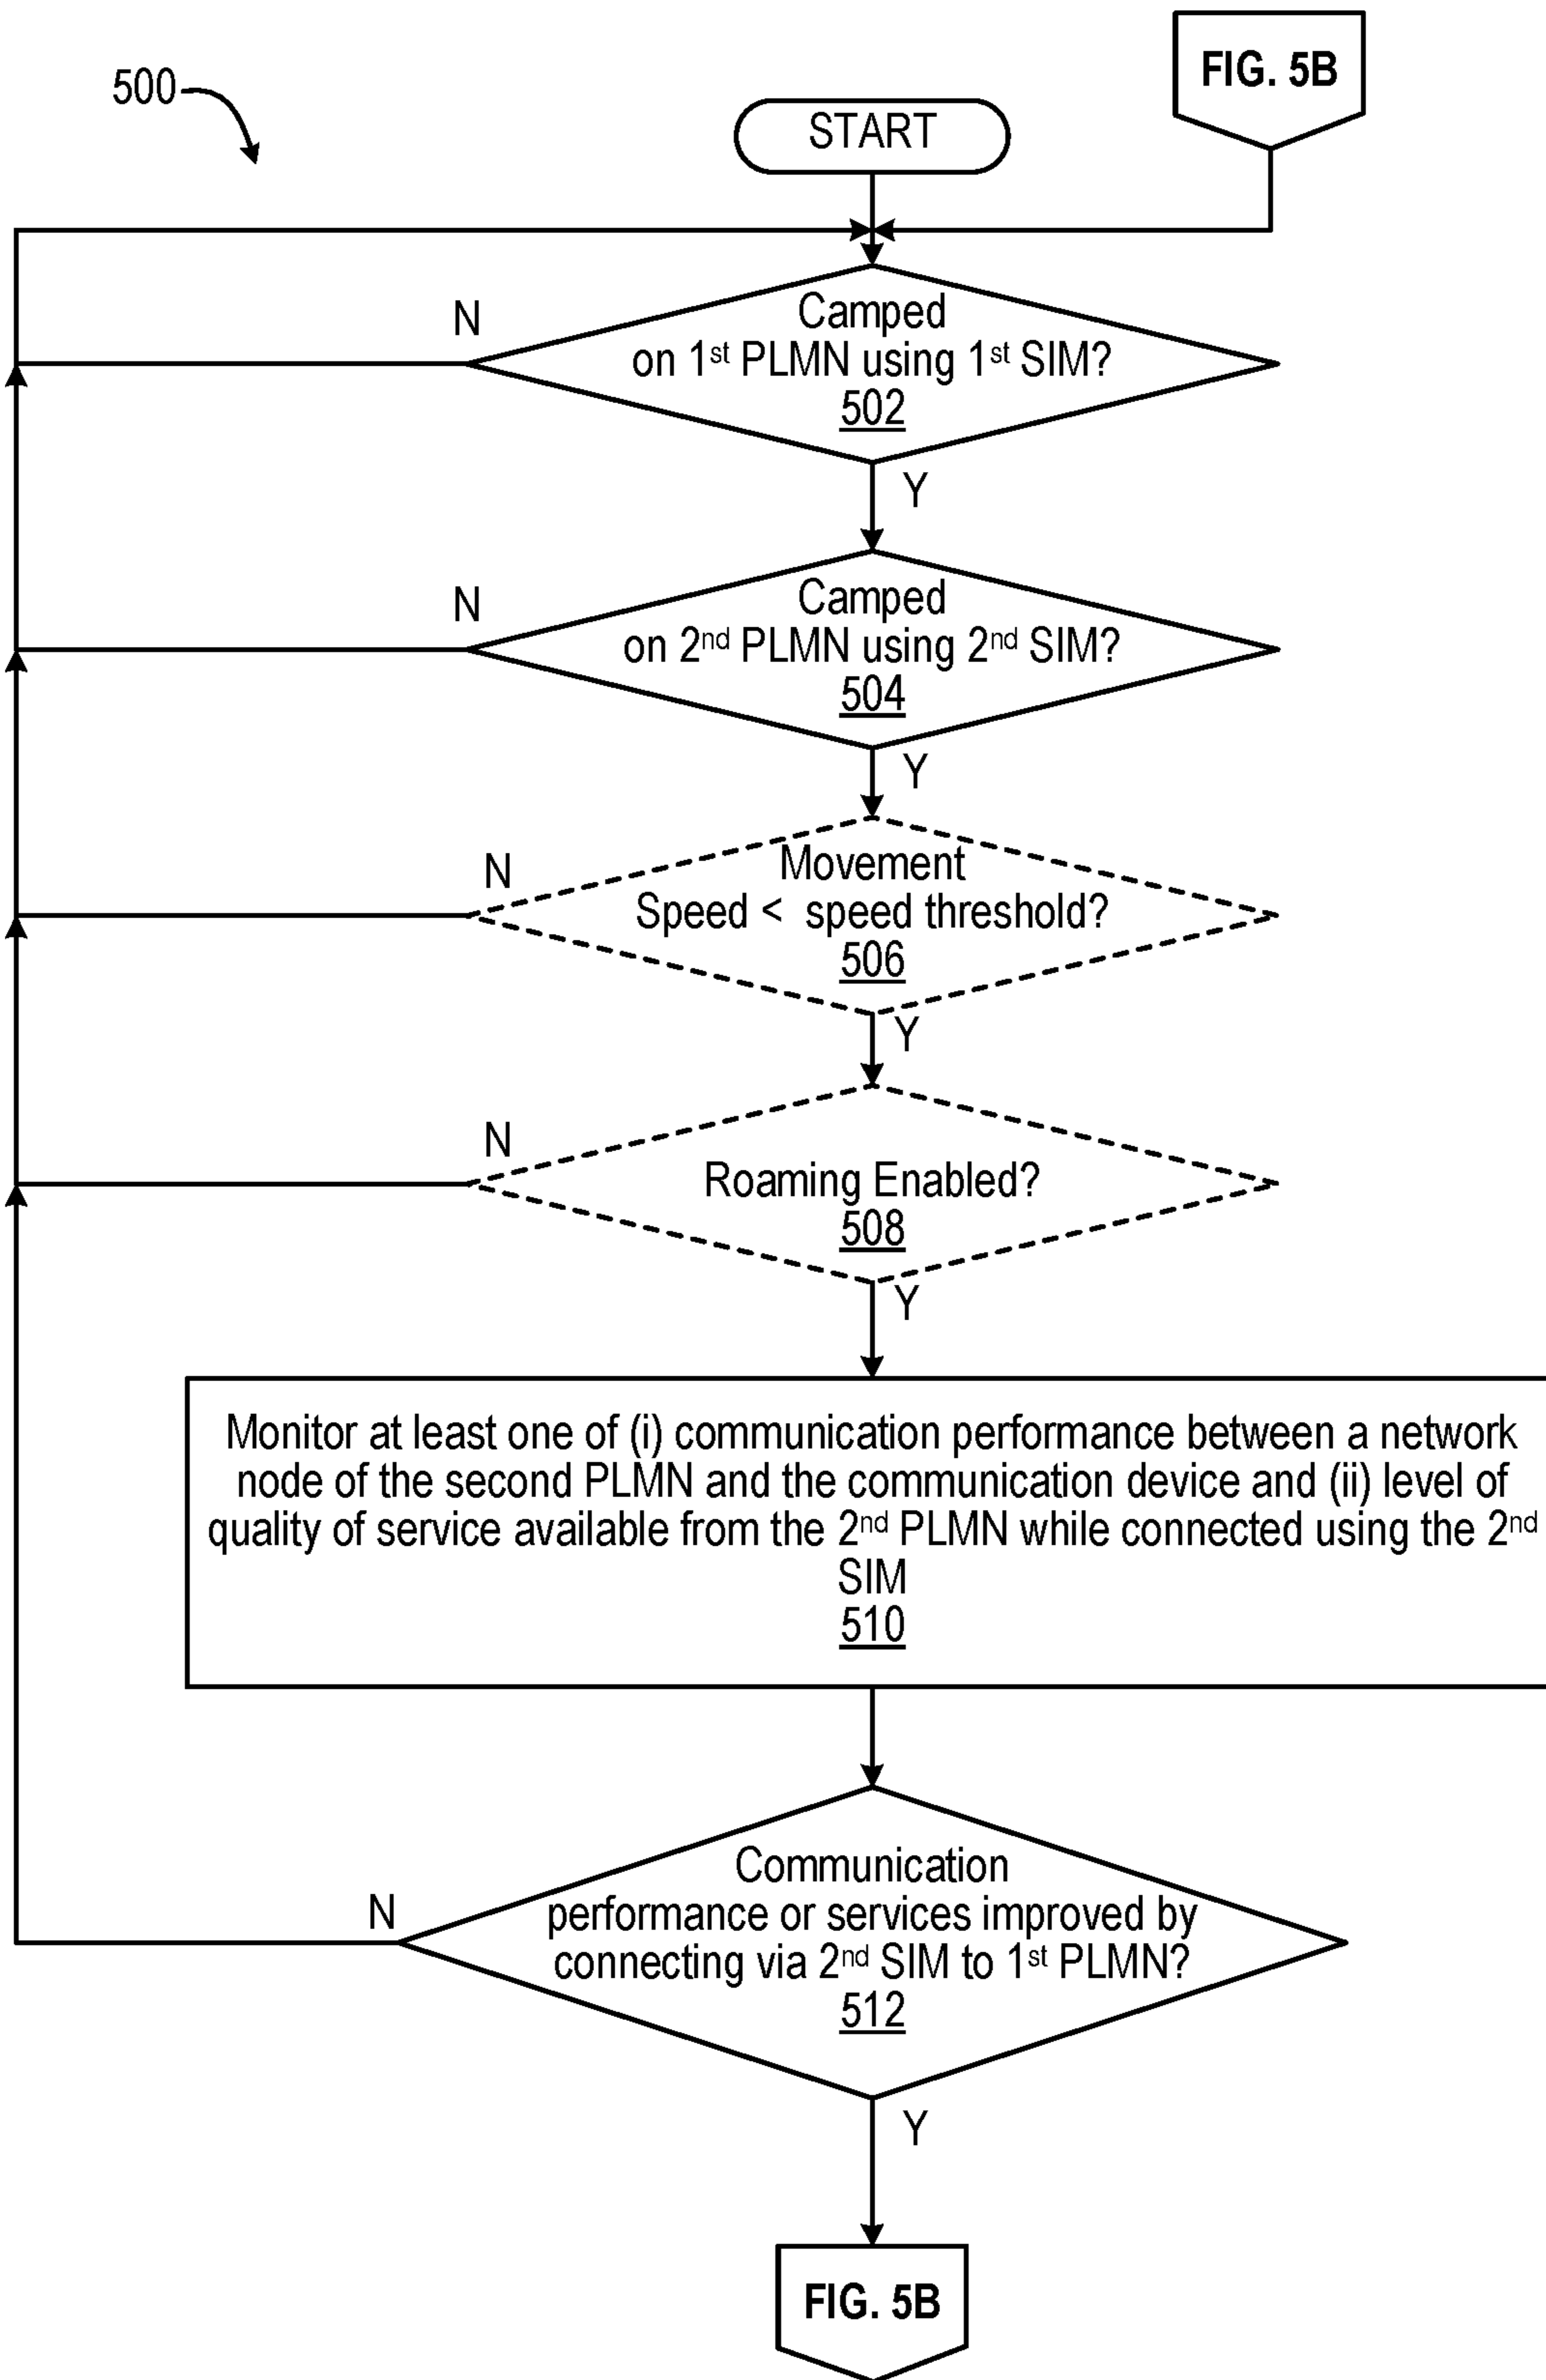 FIG. 5B
500
START
N
Camped
on 1st PLMN using 1st SIM?
502
Y
N
Camped
on 2nd PLMN using 2nd SIM?
504
Y
N
Movement
Speed < speed threshold?
506
Y
N
Roaming Enabled?
508
Y
Monitor at least one of (i) communication performance between a network
node of the second PLMN and the communication device and (ii) level of
quality of service available from the 2nd PLMN while connected using the 2nd
SIM
510
N
Communication
performance or services improved by
connecting via 2nd SIM to 1st PLMN?
512
Y
FIG. 5B